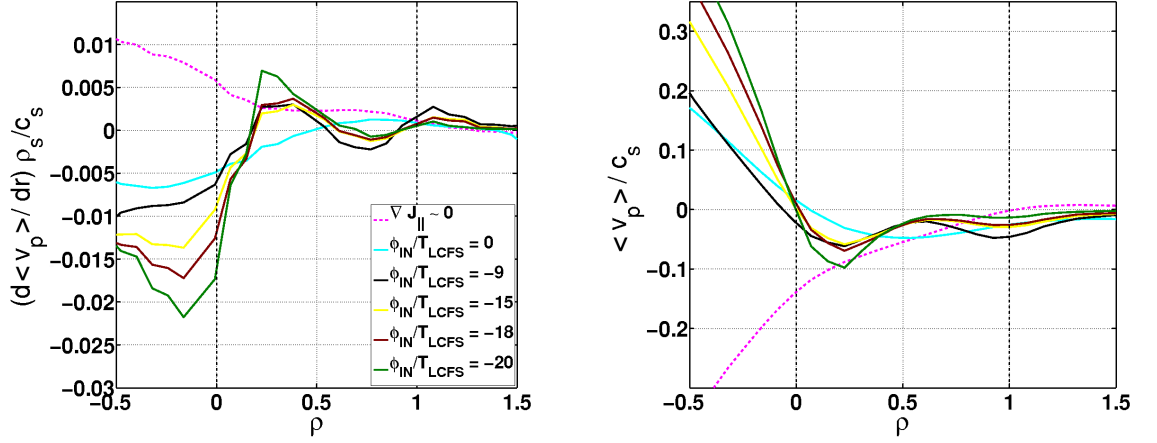 0.01
0.005
0
−0.005
−0.01
−0.015
−0.02
−0.025
−0.03
−0.5
0
0.5
1
1.5
ρ
(d< v_p >/ dr) ρ_s/c_s
∇ J_|| ~ 0
ϕ_IN/T_LCFS = 0
ϕ_IN/T_LCFS = −9
ϕ_IN/T_LCFS = −15
ϕ_IN/T_LCFS = −18
ϕ_IN/T_LCFS = −20
0.3
0.2
0.1
0
−0.1
−0.2
−0.5
0
0.5
1
1.5
ρ
< v_p >/ c_s